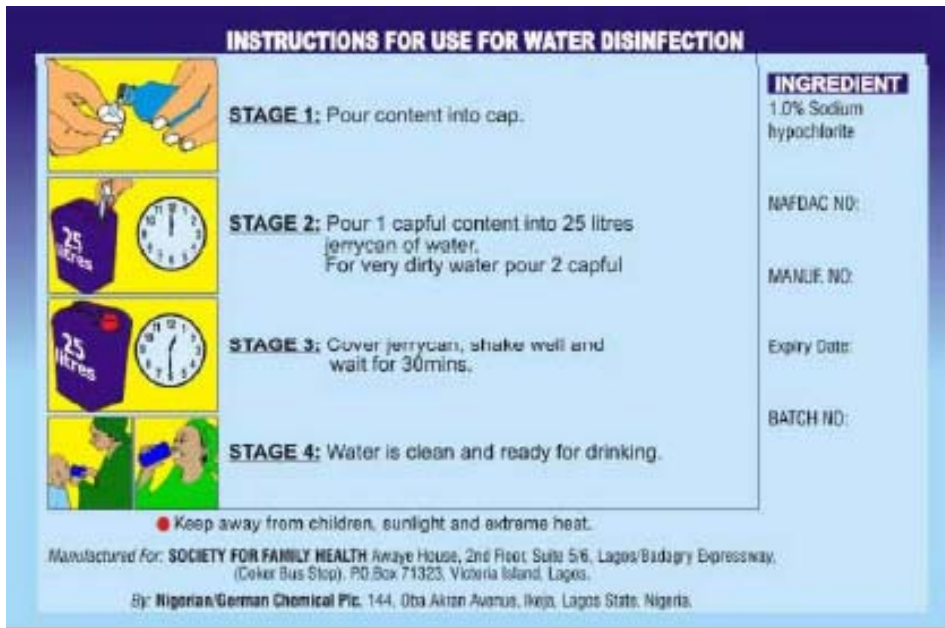 INSTRUCTIONS FOR USE FOR WATER DISINFECTION
STAGE 1: Pour content into cap.
25
litres
STAGE 2: Pour 1 capful content into 25 litres
jerrycan of water.
For very dirty water pour 2 capful
25
litres
STAGE 3: Cover jerrycan, shake well and
wait for 30mins.
STAGE 4: Water is clean and ready for drinking.
INGREDIENT
1.0% Sodium
hypochlorite
NAFDAC NO:
MANUF. NO:
Expiry Date:
BATCH NO:
Keep away from children, sunlight and extreme heat.
Manufactured For: SOCIETY FOR FAMILY HEALTH Awaye House, 2nd Floor, Suite 5/6, Lagos/Badagry Expressway,
(Coker Bus Stop), P.O.Box 71323, Victoria Island, Lagos.
By: Nigerian/German Chemical Plc. 144, Oba Akran Avenue, Ikeja, Lagos State, Nigeria.